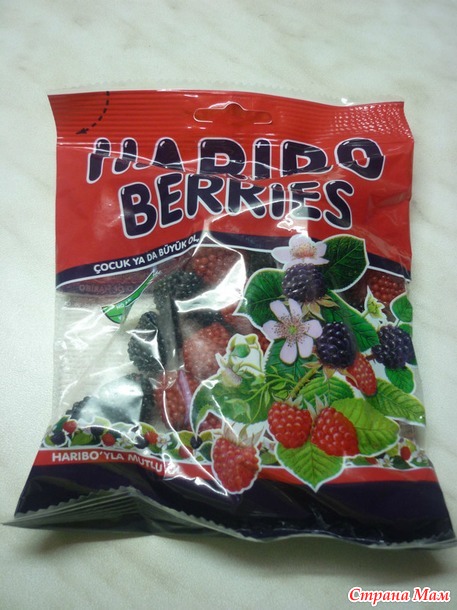 HARIBO
BERRIES
ÇOCUK YA DA BÜYÜK OL
HARIBO'YLA MUTLU
Страна Мам